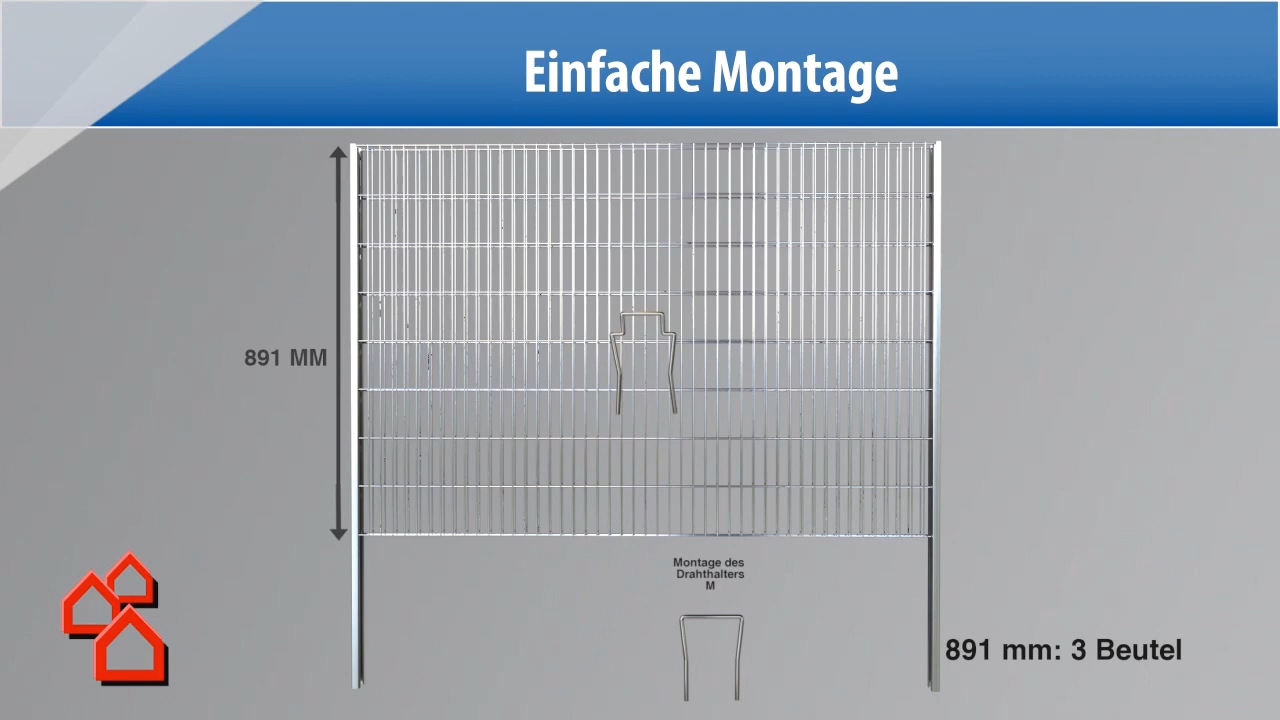 Einfache Montage
891 MM
Montage des
Drahthalters
M
891 mm: 3 Beutel